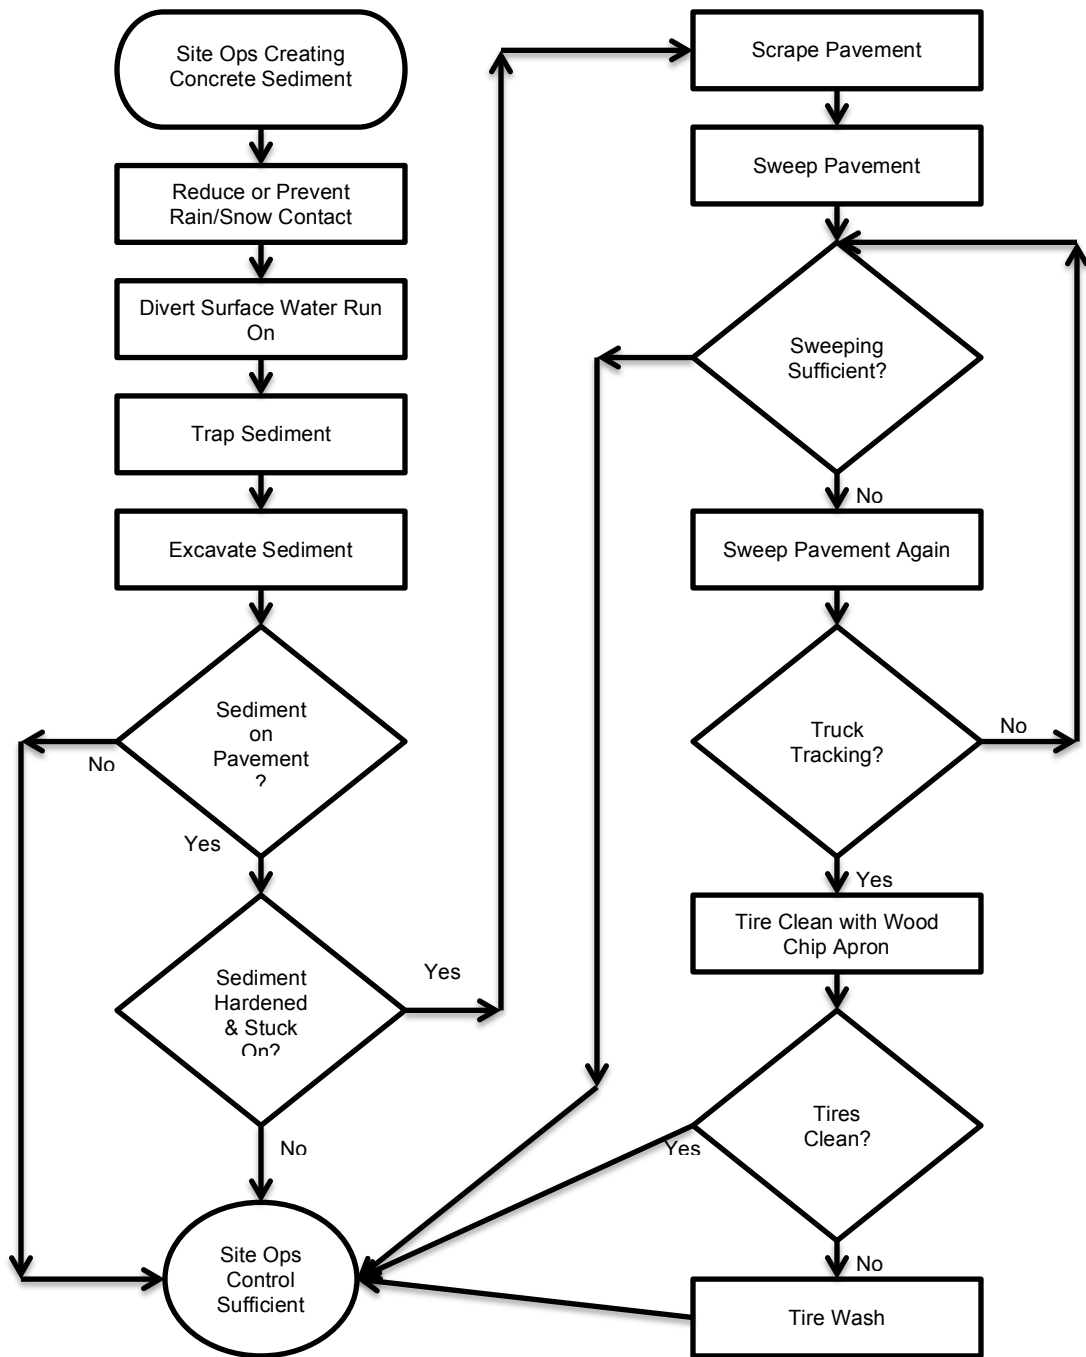 Site Ops Creating
Concrete Sediment
Reduce or Prevent
Rain/Snow Contact
Divert Surface Water Run
On
Trap Sediment
Excavate Sediment
Sediment
on
Pavement
?
No
Yes
Sediment
Hardened
& Stuck
On?
Yes
No
Site Ops
Control
Sufficient
Scrape Pavement
Sweep Pavement
Sweeping
Sufficient?
No
Sweep Pavement Again
Truck
Tracking?
No
Yes
Tire Clean with Wood
Chip Apron
Tires
Clean?
Yes
No
Tire Wash